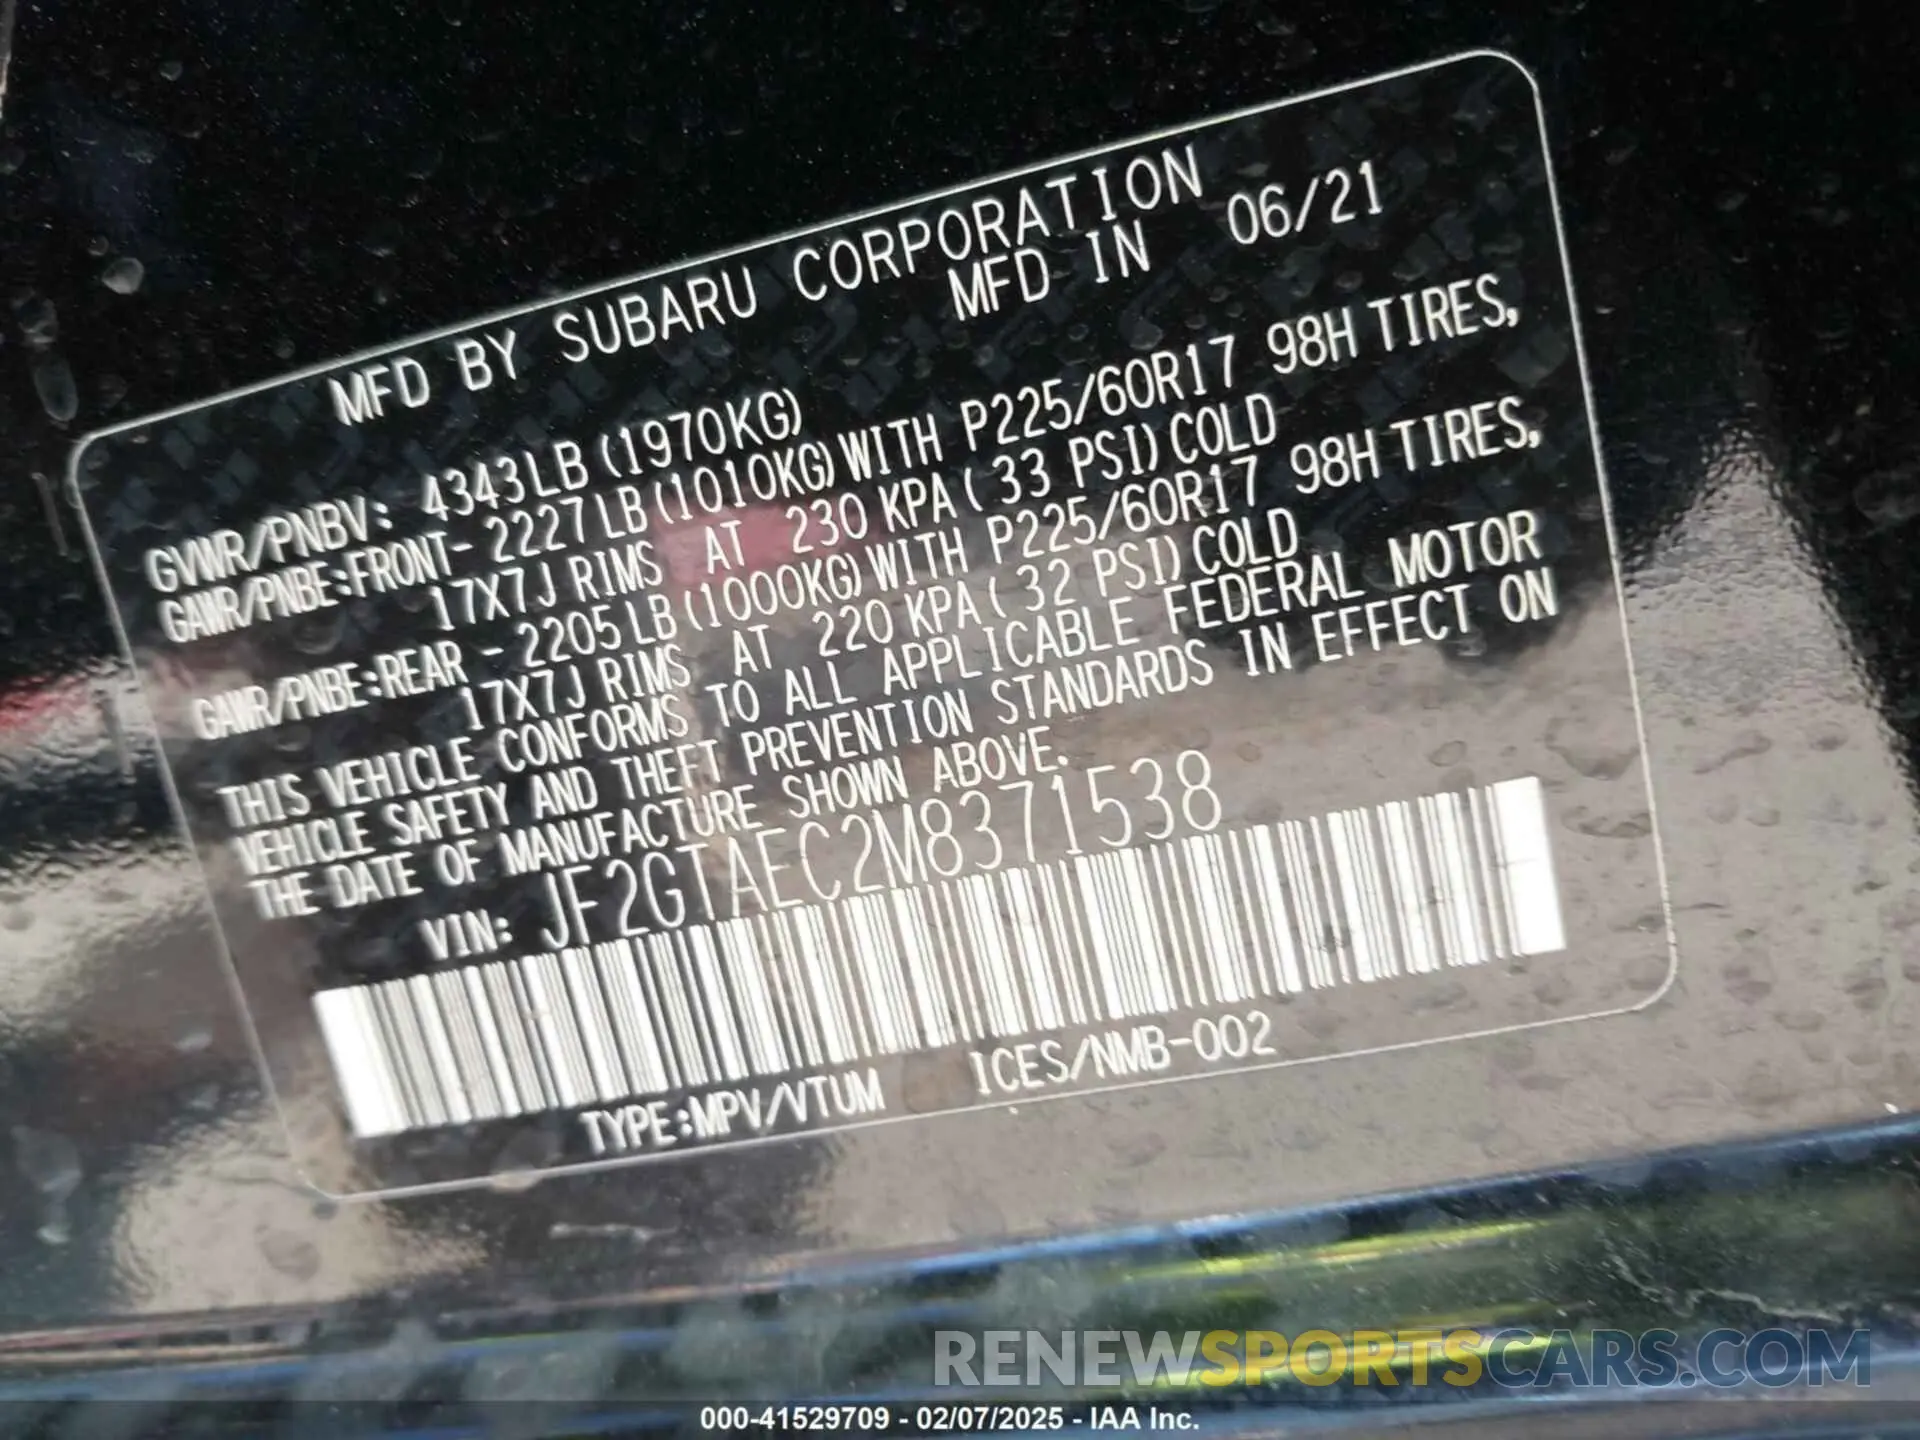 MFD BY SUBARU CORPORATION
MFD IN 06/21
GVWR/PNBV: 4343LB (1970KG)
GAWR/PNBE:FRONT- 2227LB (1010KG) WITH P225/60R17 98H TIRES,
17X7J RIMS AT 230 KPA ( 33 PSI) COLD
GAWR/PNBE:REAR - 2205LB (1000KG) WITH P225/60R17 98H TIRES,
17X7J RIMS AT 220 KPA ( 32 PSI) COLD
THIS VEHICLE CONFORMS TO ALL APPLICABLE FEDERAL MOTOR
VEHICLE SAFETY AND THEFT PREVENTION STANDARDS IN EFFECT ON
THE DATE OF MANUFACTURE SHOWN ABOVE.
VIN: JF2GTAEC2M8371538
TYPE:MPV/VTUM ICES/NMB-002
RENEWSPORTSCARS.COM
000-41529709 - 02/07/2025 - IAA Inc.